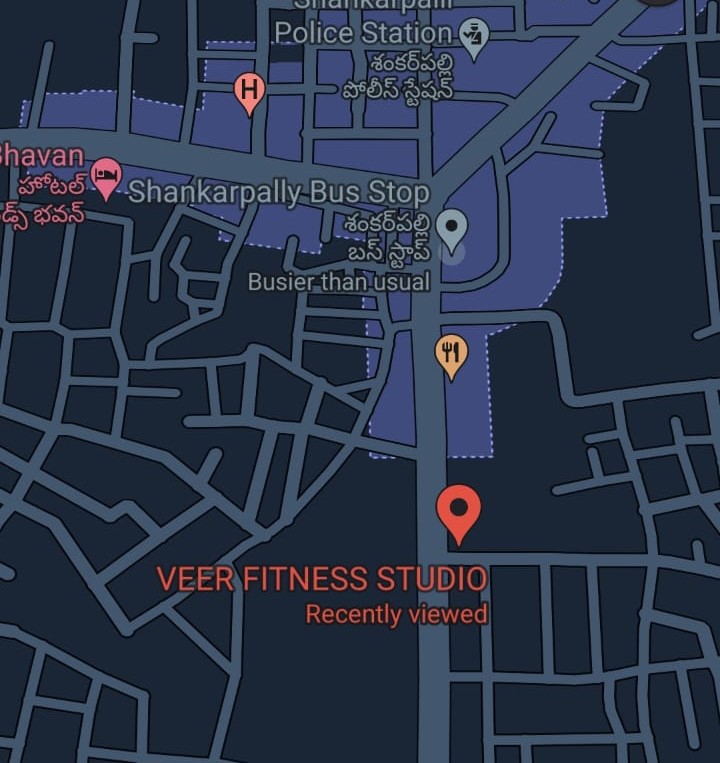 Shankarpalli
Police Station
శంకర్‌పల్లి
పోలీస్ స్టేషన్
H
Bhavan
హోటల్
డ్స్ భవన్
Shankarpally Bus Stop
శంకర్‌పల్లి
బస్ స్టాప్
Busier than usual
VEER FITNESS STUDIO
Recently viewed